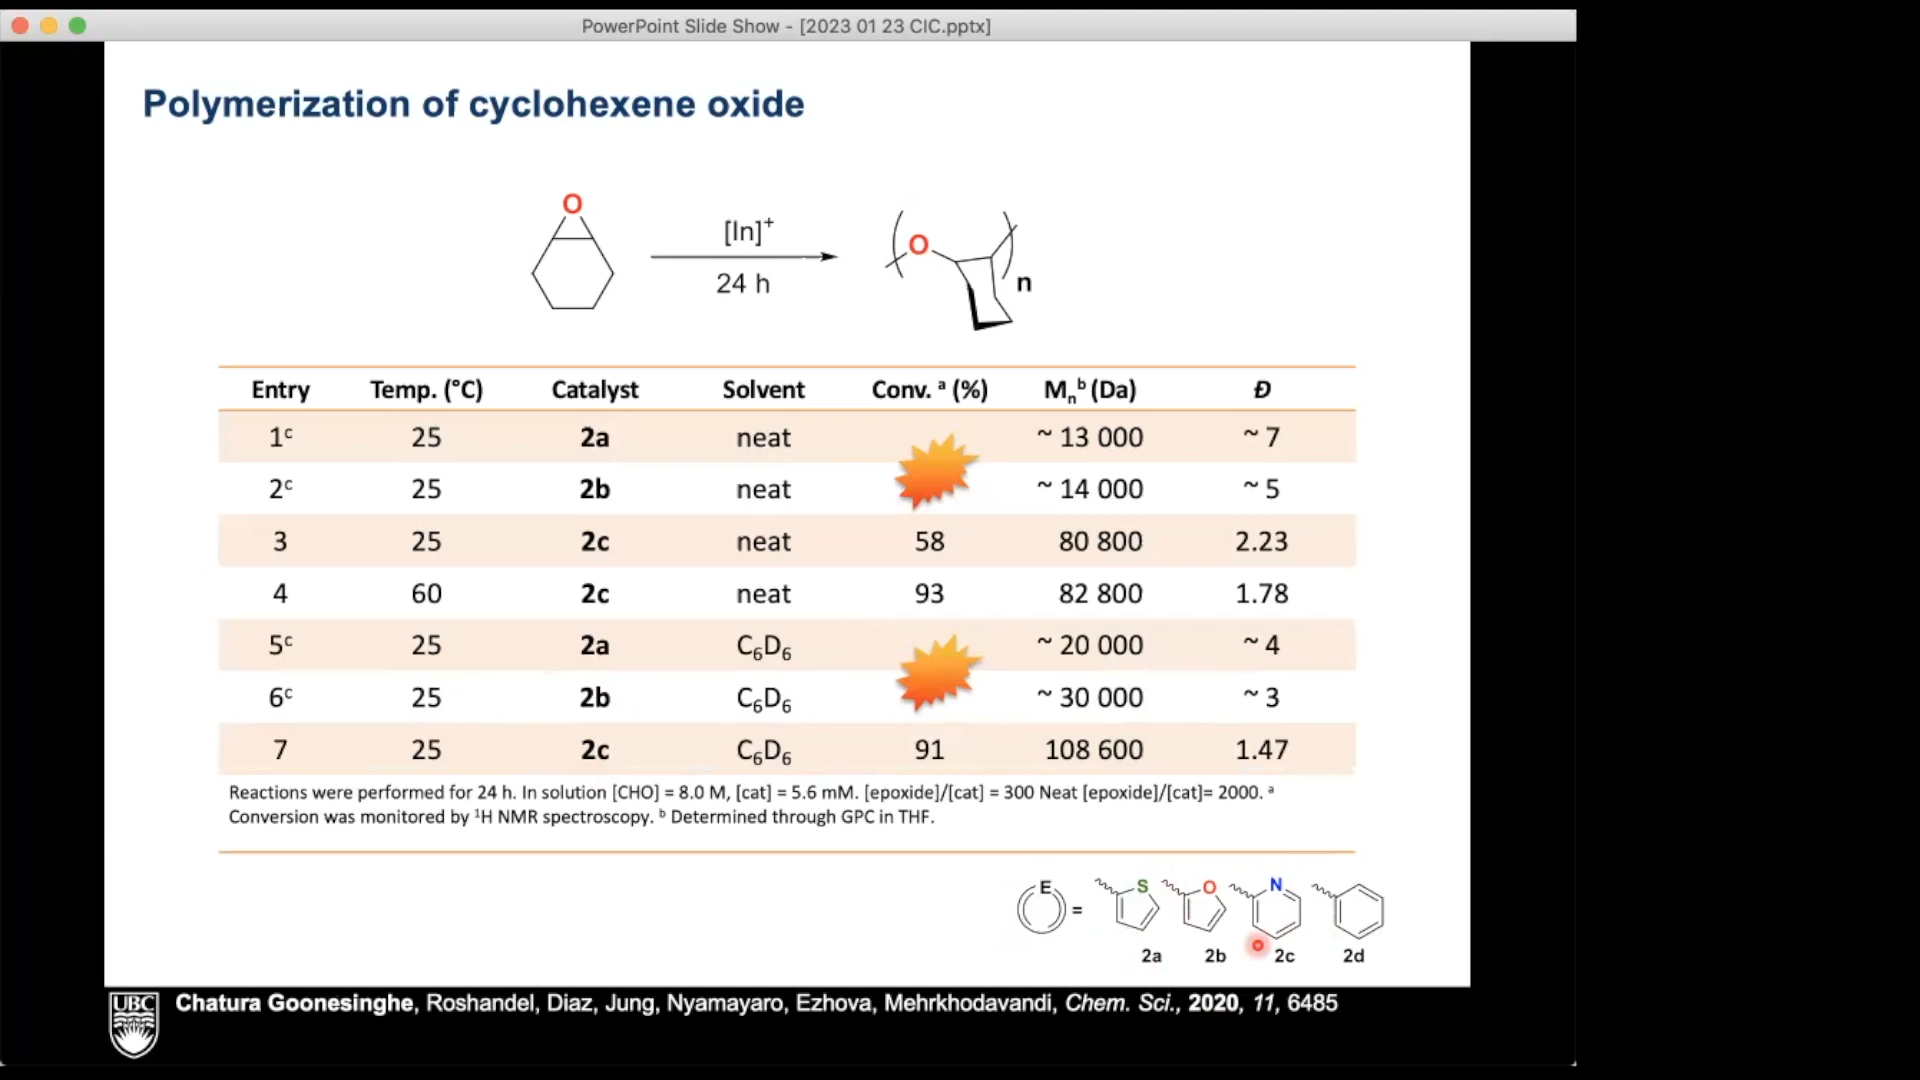 PowerPoint Slide Show - [2023 01 23 CIC.pptx]
Polymerization of cyclohexene oxide
O
[In]⁺
24 h
O
n
Entry Temp. (°C) Catalyst Solvent Conv. ᵃ (%) Mₙᵇ (Da) Đ
1ᶜ 25 2a neat ~ 13 000 ~ 7
2ᶜ 25 2b neat ~ 14 000 ~ 5
3 25 2c neat 58 80 800 2.23
4 60 2c neat 93 82 800 1.78
5ᶜ 25 2a C₆D₆ ~ 20 000 ~ 4
6ᶜ 25 2b C₆D₆ ~ 30 000 ~ 3
7 25 2c C₆D₆ 91 108 600 1.47
Reactions were performed for 24 h. In solution [CHO] = 8.0 M, [cat] = 5.6 mM. [epoxide]/[cat] = 300 Neat [epoxide]/[cat]= 2000. ᵃ
Conversion was monitored by ¹H NMR spectroscopy. ᵇ Determined through GPC in THF.
E = S O N
2a 2b 2c 2d
UBC
Chatura Goonesinghe, Roshandel, Diaz, Jung, Nyamayaro, Ezhova, Mehrkhodavandi, Chem. Sci., 2020, 11, 6485